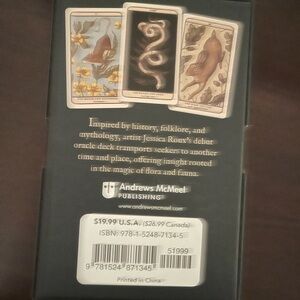 Inspired by history, folklore, and
mythology, artist Jessica Roux's debut
oracle deck transports seekers to another
time and place, offering insight rooted
in the magic of flora and fauna.
Andrews McMeel
PUBLISHING
www.andrewsmcmeel.com
$19.99 U.S.A. ($26.99 Canada)
ISBN: 978-1-5248-7134-5
51999
9 781524 871345
Printed in China